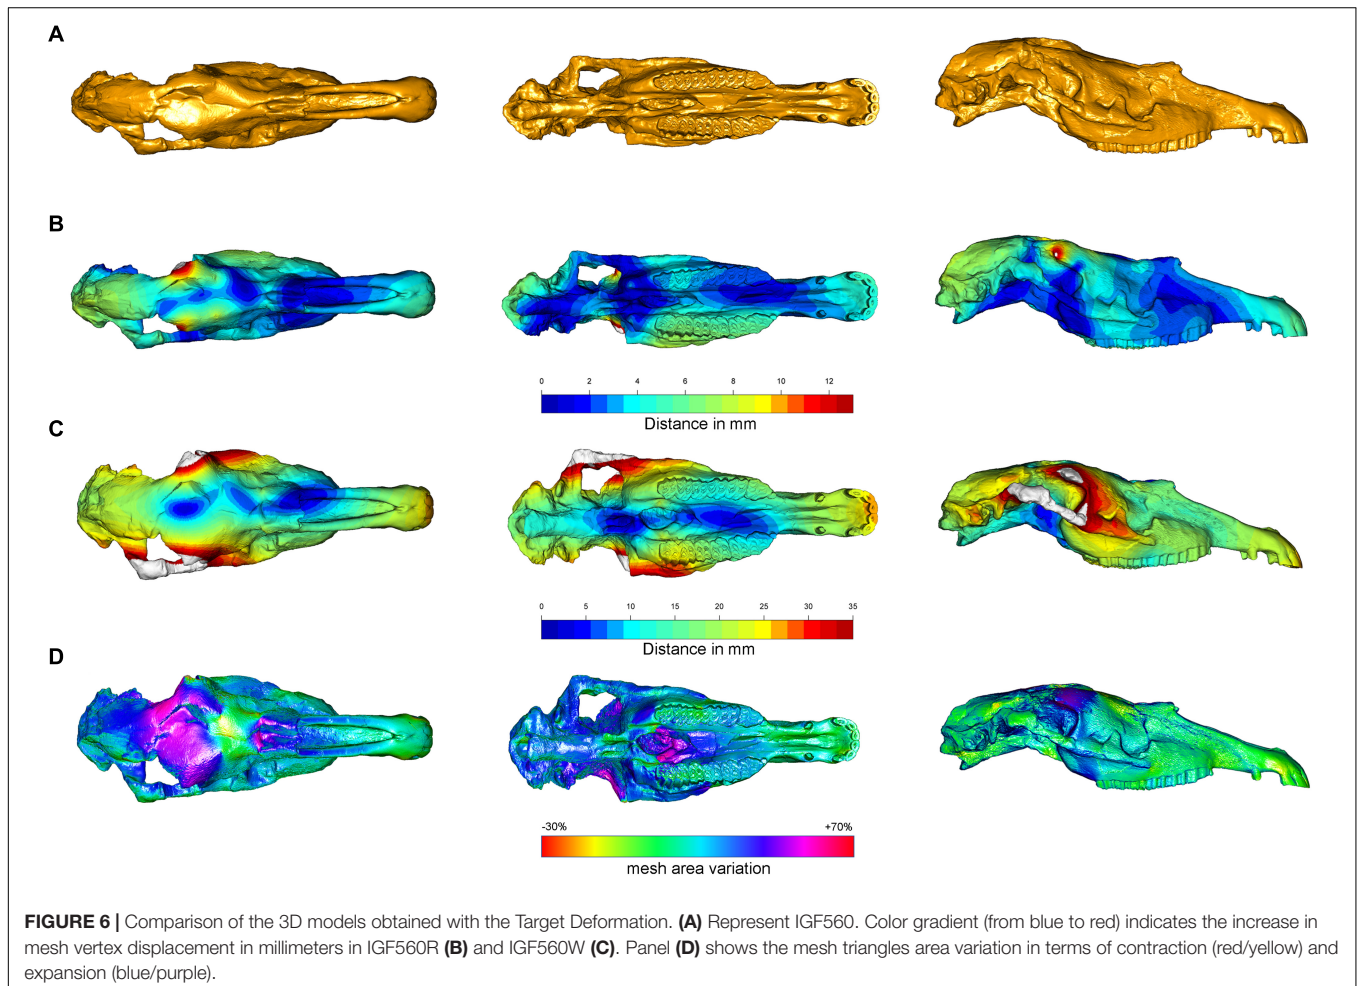 A
B
0 2 4 6 8 10 12
Distance in mm
C
0 5 10 15 20 25 30 35
Distance in mm
D
-30% +70%
mesh area variation
FIGURE 6 | Comparison of the 3D models obtained with the Target Deformation. (A) Represent IGF560. Color gradient (from blue to red) indicates the increase in
mesh vertex displacement in millimeters in IGF560R (B) and IGF560W (C). Panel (D) shows the mesh triangles area variation in terms of contraction (red/yellow) and
expansion (blue/purple).